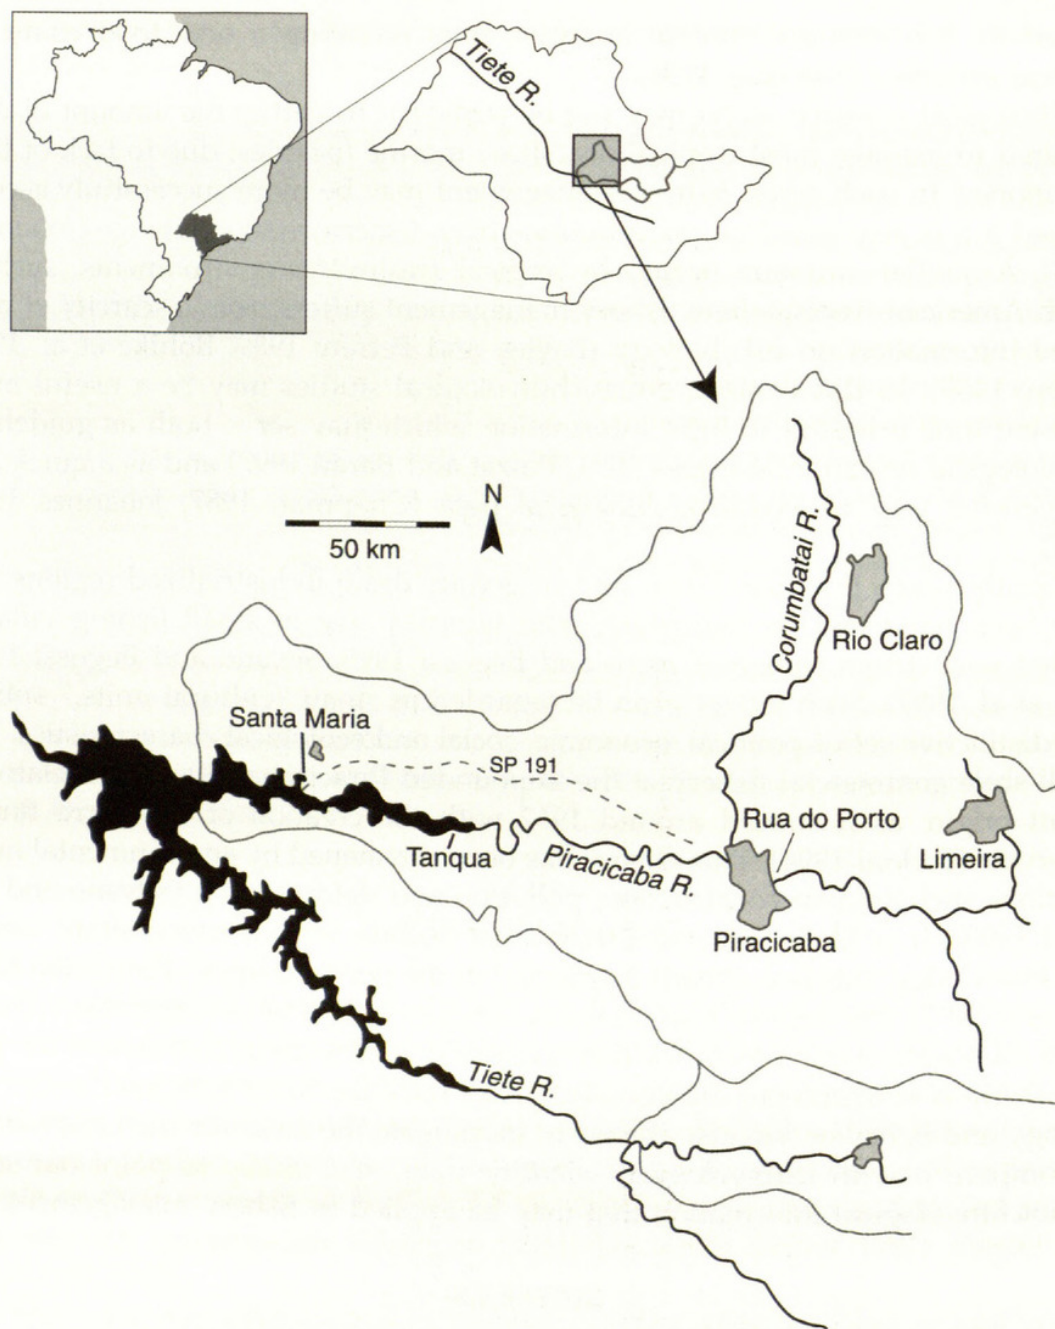 Tiete R.
N
50 km
Corumbatai R.
Rio Claro
Santa Maria
SP 191
Rua do Porto
Tanqua
Piracicaba R.
Limeira
Piracicaba
Tiete R.